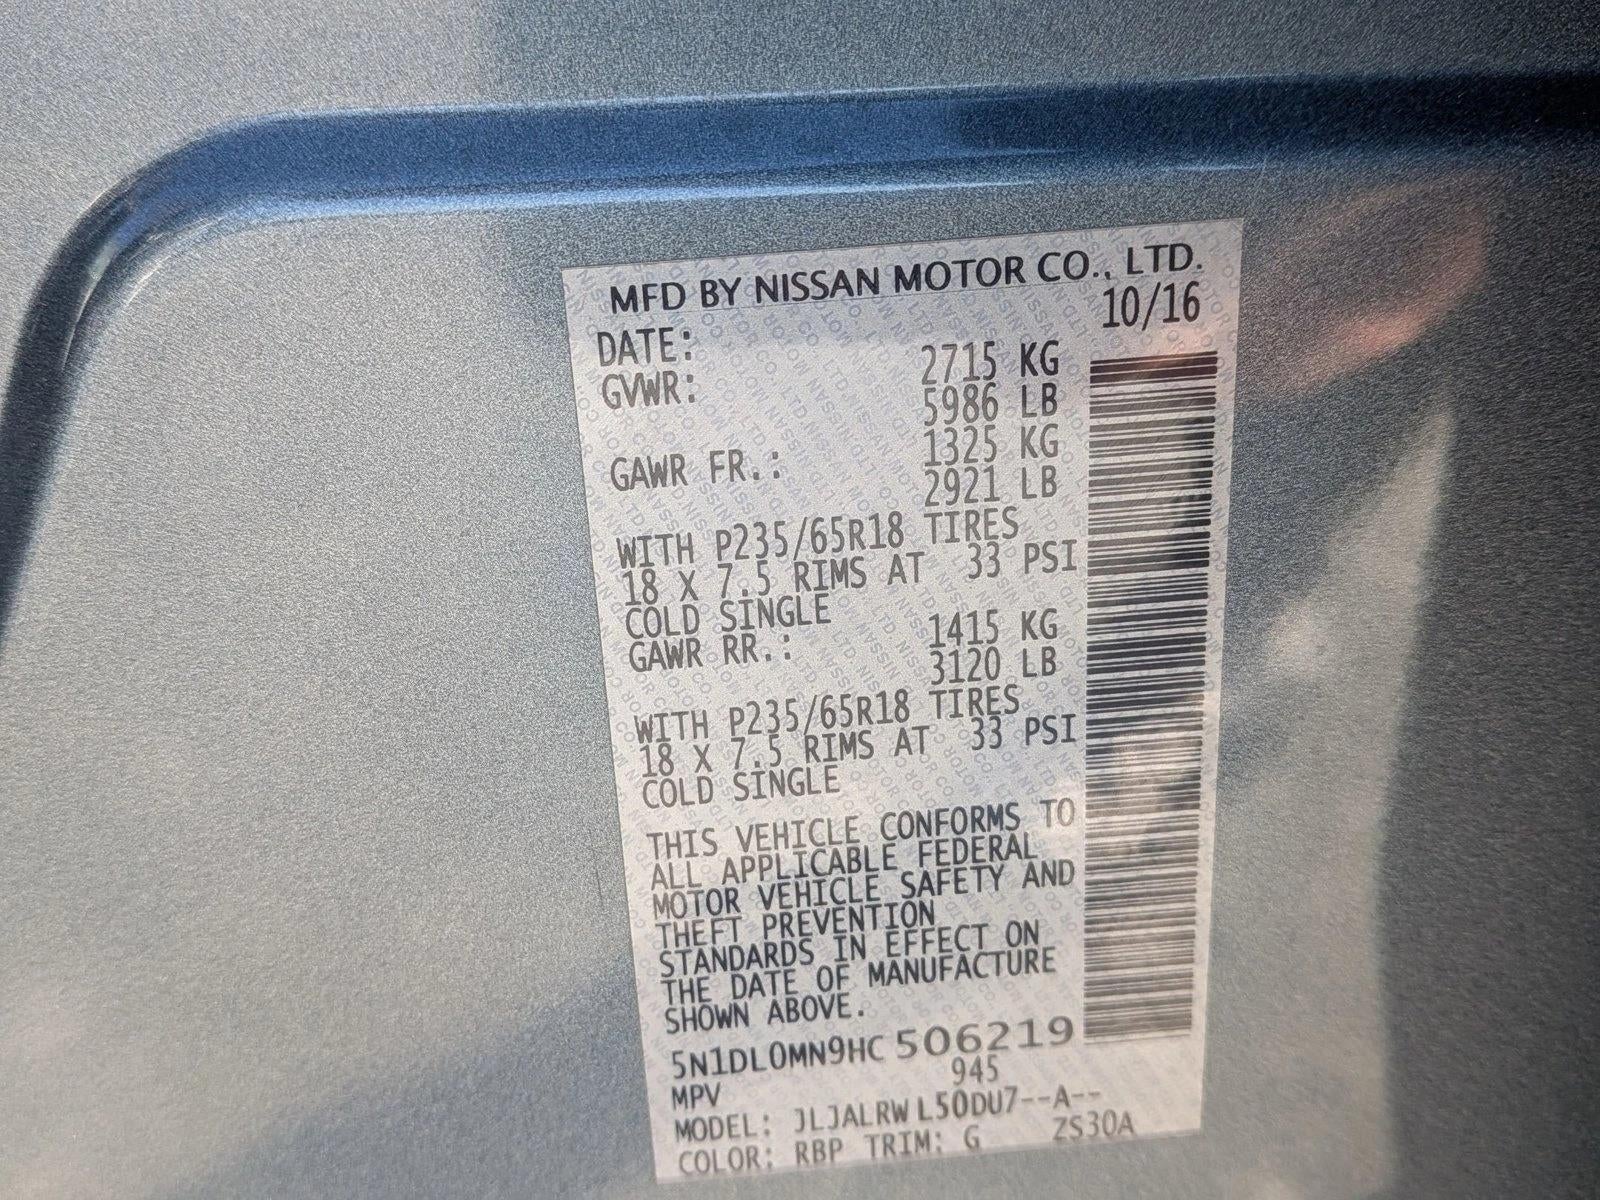 MFD BY NISSAN MOTOR CO., LTD.
DATE: 10/16
GVWR: 2715 KG
5986 LB
GAWR FR.: 1325 KG
2921 LB
WITH P235/65R18 TIRES
18 X 7.5 RIMS AT 33 PSI
COLD SINGLE
GAWR RR.: 1415 KG
3120 LB
WITH P235/65R18 TIRES
18 X 7.5 RIMS AT 33 PSI
COLD SINGLE
THIS VEHICLE CONFORMS TO
ALL APPLICABLE FEDERAL
MOTOR VEHICLE SAFETY AND
THEFT PREVENTION
STANDARDS IN EFFECT ON
THE DATE OF MANUFACTURE
SHOWN ABOVE.
5N1DL0MN9HC506219
MPV 945
MODEL: JLJALRW L50DU7--A--
COLOR: RBP TRIM: G ZS30A